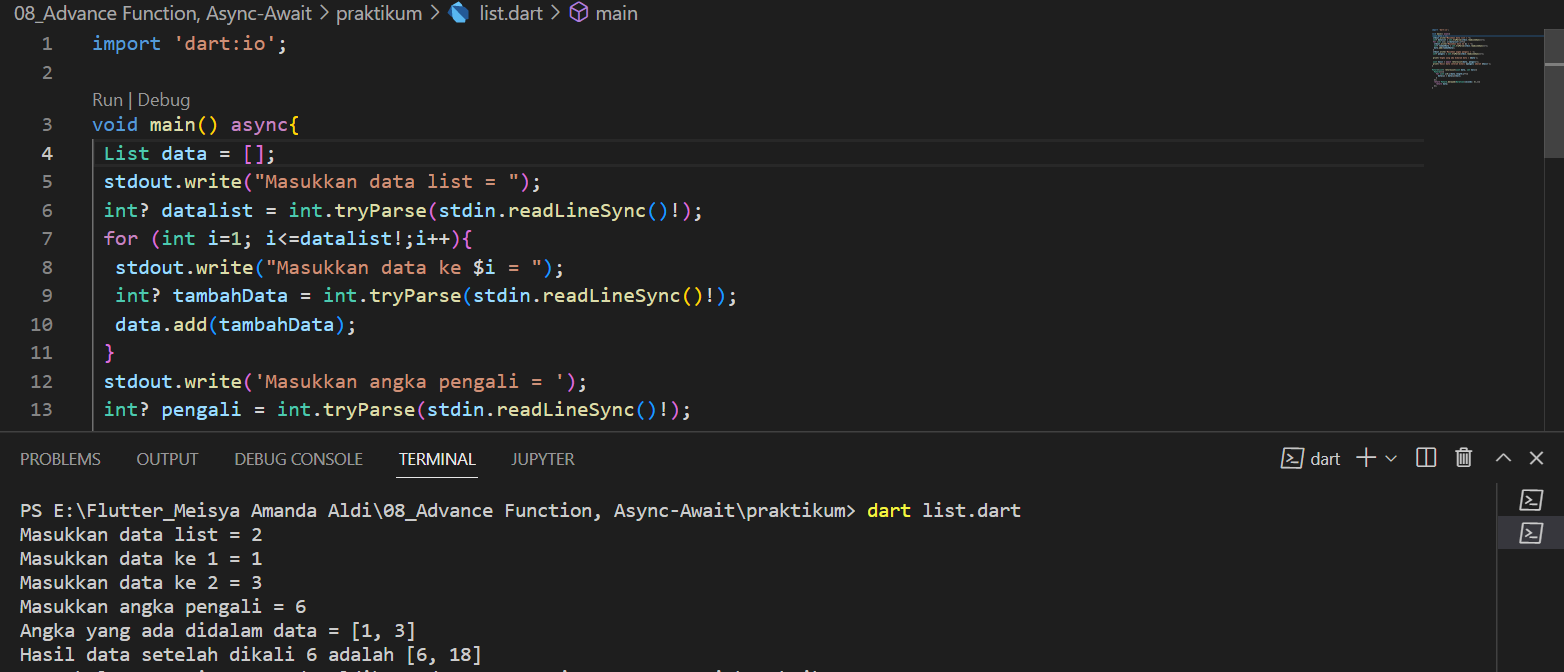 08_Advance Function, Async-Await > praktikum > list.dart > main
1 import 'dart:io';
2
Run | Debug
3 void main() async{
4 List data = [];
5 stdout.write("Masukkan data list = ");
6 int? datalist = int.tryParse(stdin.readLineSync()!);
7 for (int i=1; i<=datalist!;i++){
8 stdout.write("Masukkan data ke $i = ");
9 int? tambahData = int.tryParse(stdin.readLineSync()!);
10 data.add(tambahData);
11 }
12 stdout.write('Masukkan angka pengali = ');
13 int? pengali = int.tryParse(stdin.readLineSync()!);
PROBLEMS OUTPUT DEBUG CONSOLE TERMINAL JUPYTER dart
PS E:\Flutter_Meisya Amanda Aldi\08_Advance Function, Async-Await\praktikum> dart list.dart
Masukkan data list = 2
Masukkan data ke 1 = 1
Masukkan data ke 2 = 3
Masukkan angka pengali = 6
Angka yang ada didalam data = [1, 3]
Hasil data setelah dikali 6 adalah [6, 18]